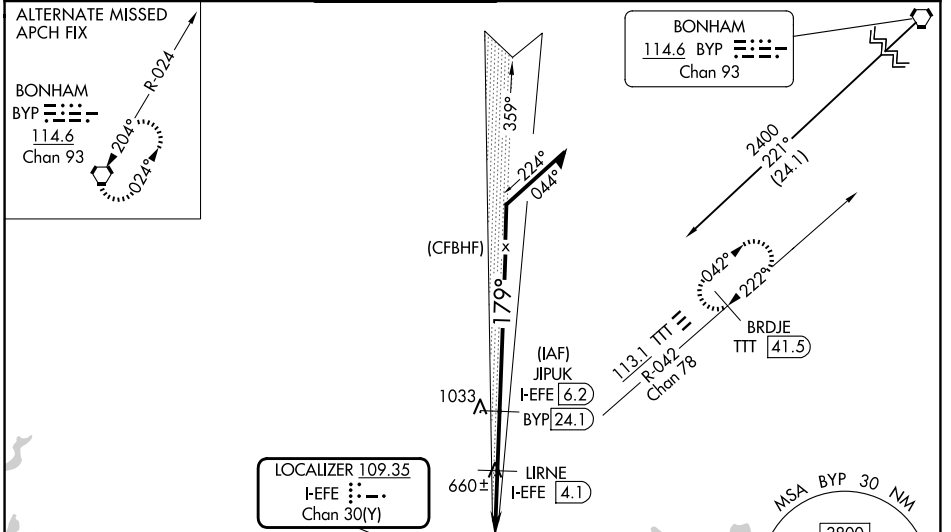 ALTERNATE MISSED
APCH FIX
R-024
BONHAM
BYP
114.6
Chan 93
204°
024°
BONHAM
114.6 BYP
Chan 93
2400
221°
(24.1)
359°
224°
044°
(CFBHF)
x
179°
042°
222°
BRDJE
TTT 41.5
113.1 TTT
R-042
Chan 78
(IAF)
JIPUK
I-EFE 6.2
BYP 24.1
1033
LIRNE
I-EFE 4.1
660±
LOCALIZER 109.35
I-EFE
Chan 30(Y)
MSA BYP 30 NM